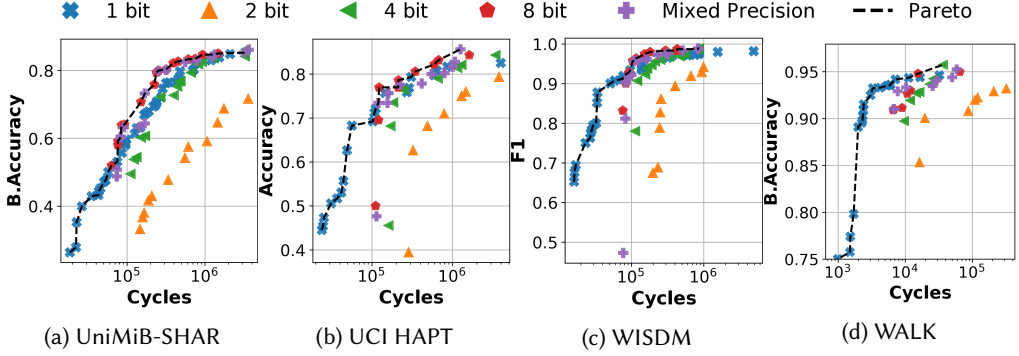 1 bit 2 bit 4 bit 8 bit Mixed Precision Pareto
B.Accuracy
0.8
0.6
0.4
10^5 10^6
Cycles
(a) UniMiB-SHAR
Accuracy
0.8
0.7
0.6
0.5
0.4
10^5 10^6
Cycles
(b) UCI HAPT
F1
1.0
0.9
0.8
0.7
0.6
0.5
10^5 10^6
Cycles
(c) WISDM
B.Accuracy
0.95
0.90
0.85
0.80
0.75
10^3 10^4 10^5
Cycles
(d) WALK